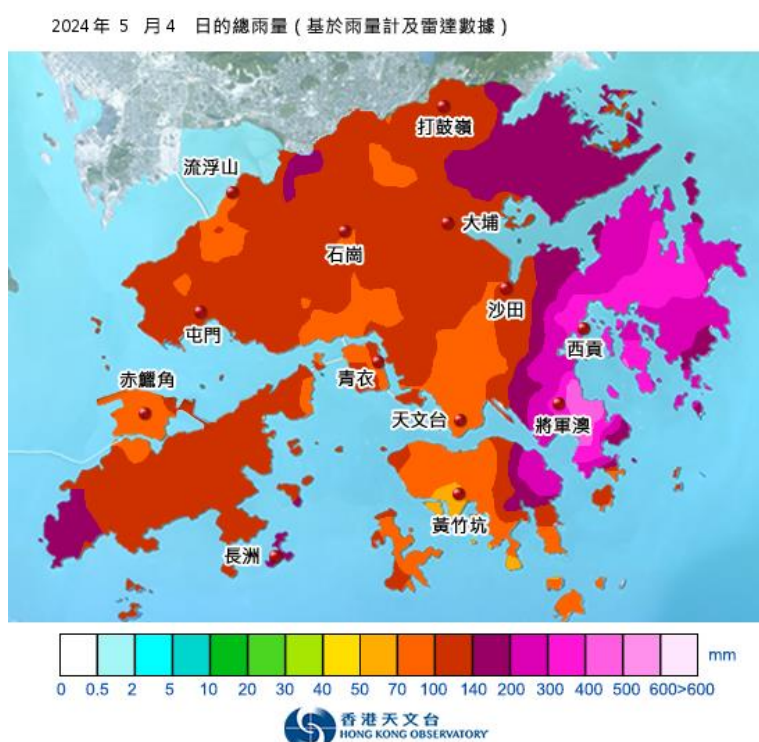 2024 年 5 月 4 日的總雨量 ( 基於雨量計及雷達數據 )
打鼓嶺
流浮山
大埔
石崗
沙田
屯門
西貢
青衣
赤鱲角
天文台
將軍澳
黃竹坑
長洲
mm
0 0.5 2 5 10 20 30 40 50 70 100 140 200 300 400 500 600>600
香港天文台
HONG KONG OBSERVATORY